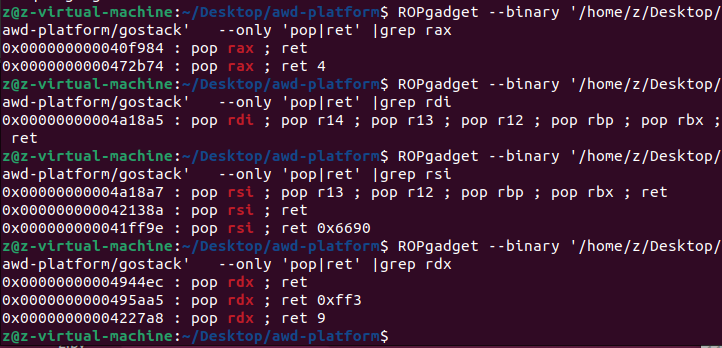 z@z-virtual-machine:~/Desktop/awd-platform$ ROPgadget --binary '/home/z/Desktop/
awd-platform/gostack'   --only 'pop|ret' |grep rax
0x000000000040f984 : pop rax ; ret
0x0000000000472b74 : pop rax ; ret 4
z@z-virtual-machine:~/Desktop/awd-platform$ ROPgadget --binary '/home/z/Desktop/
awd-platform/gostack'   --only 'pop|ret' |grep rdi
0x00000000004a18a5 : pop rdi ; pop r14 ; pop r13 ; pop r12 ; pop rbp ; pop rbx ;
 ret
z@z-virtual-machine:~/Desktop/awd-platform$ ROPgadget --binary '/home/z/Desktop/
awd-platform/gostack'   --only 'pop|ret' |grep rsi
0x00000000004a18a7 : pop rsi ; pop r13 ; pop r12 ; pop rbp ; pop rbx ; ret
0x000000000042138a : pop rsi ; ret
0x000000000041ff9e : pop rsi ; ret 0x6690
z@z-virtual-machine:~/Desktop/awd-platform$ ROPgadget --binary '/home/z/Desktop/
awd-platform/gostack'   --only 'pop|ret' |grep rdx
0x00000000004944ec : pop rdx ; ret
0x0000000000495aa5 : pop rdx ; ret 0xff3
0x00000000004227a8 : pop rdx ; ret 9
z@z-virtual-machine:~/Desktop/awd-platform$